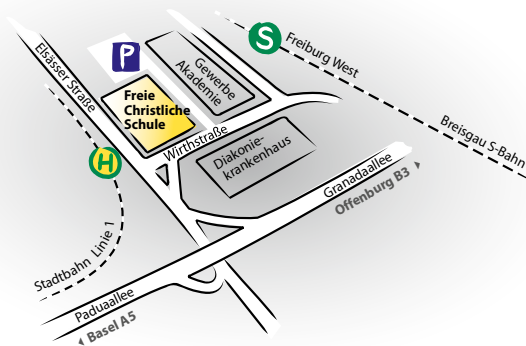 Elsässer Straße
P
S
Freiburg West
Gewerbe
Akademie
Freie
Christliche
Schule
Breisgau S-Bahn
Wirthstraße
Diakonie-
krankenhaus
H
Granadaallee
Offenburg B3
Stadtbahn Linie 1
Paduaallee
Basel A5